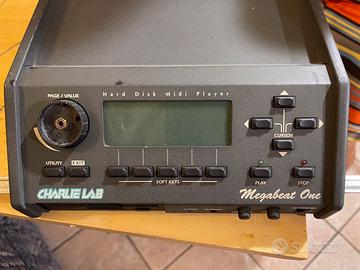 PAGE / VALUE
Hard Disk Midi Player
CURSOR
UTILITY
EXIT
SOFT KEYS
PLAY
STOP
CHARLIE LAB
Megabeat One
Subito